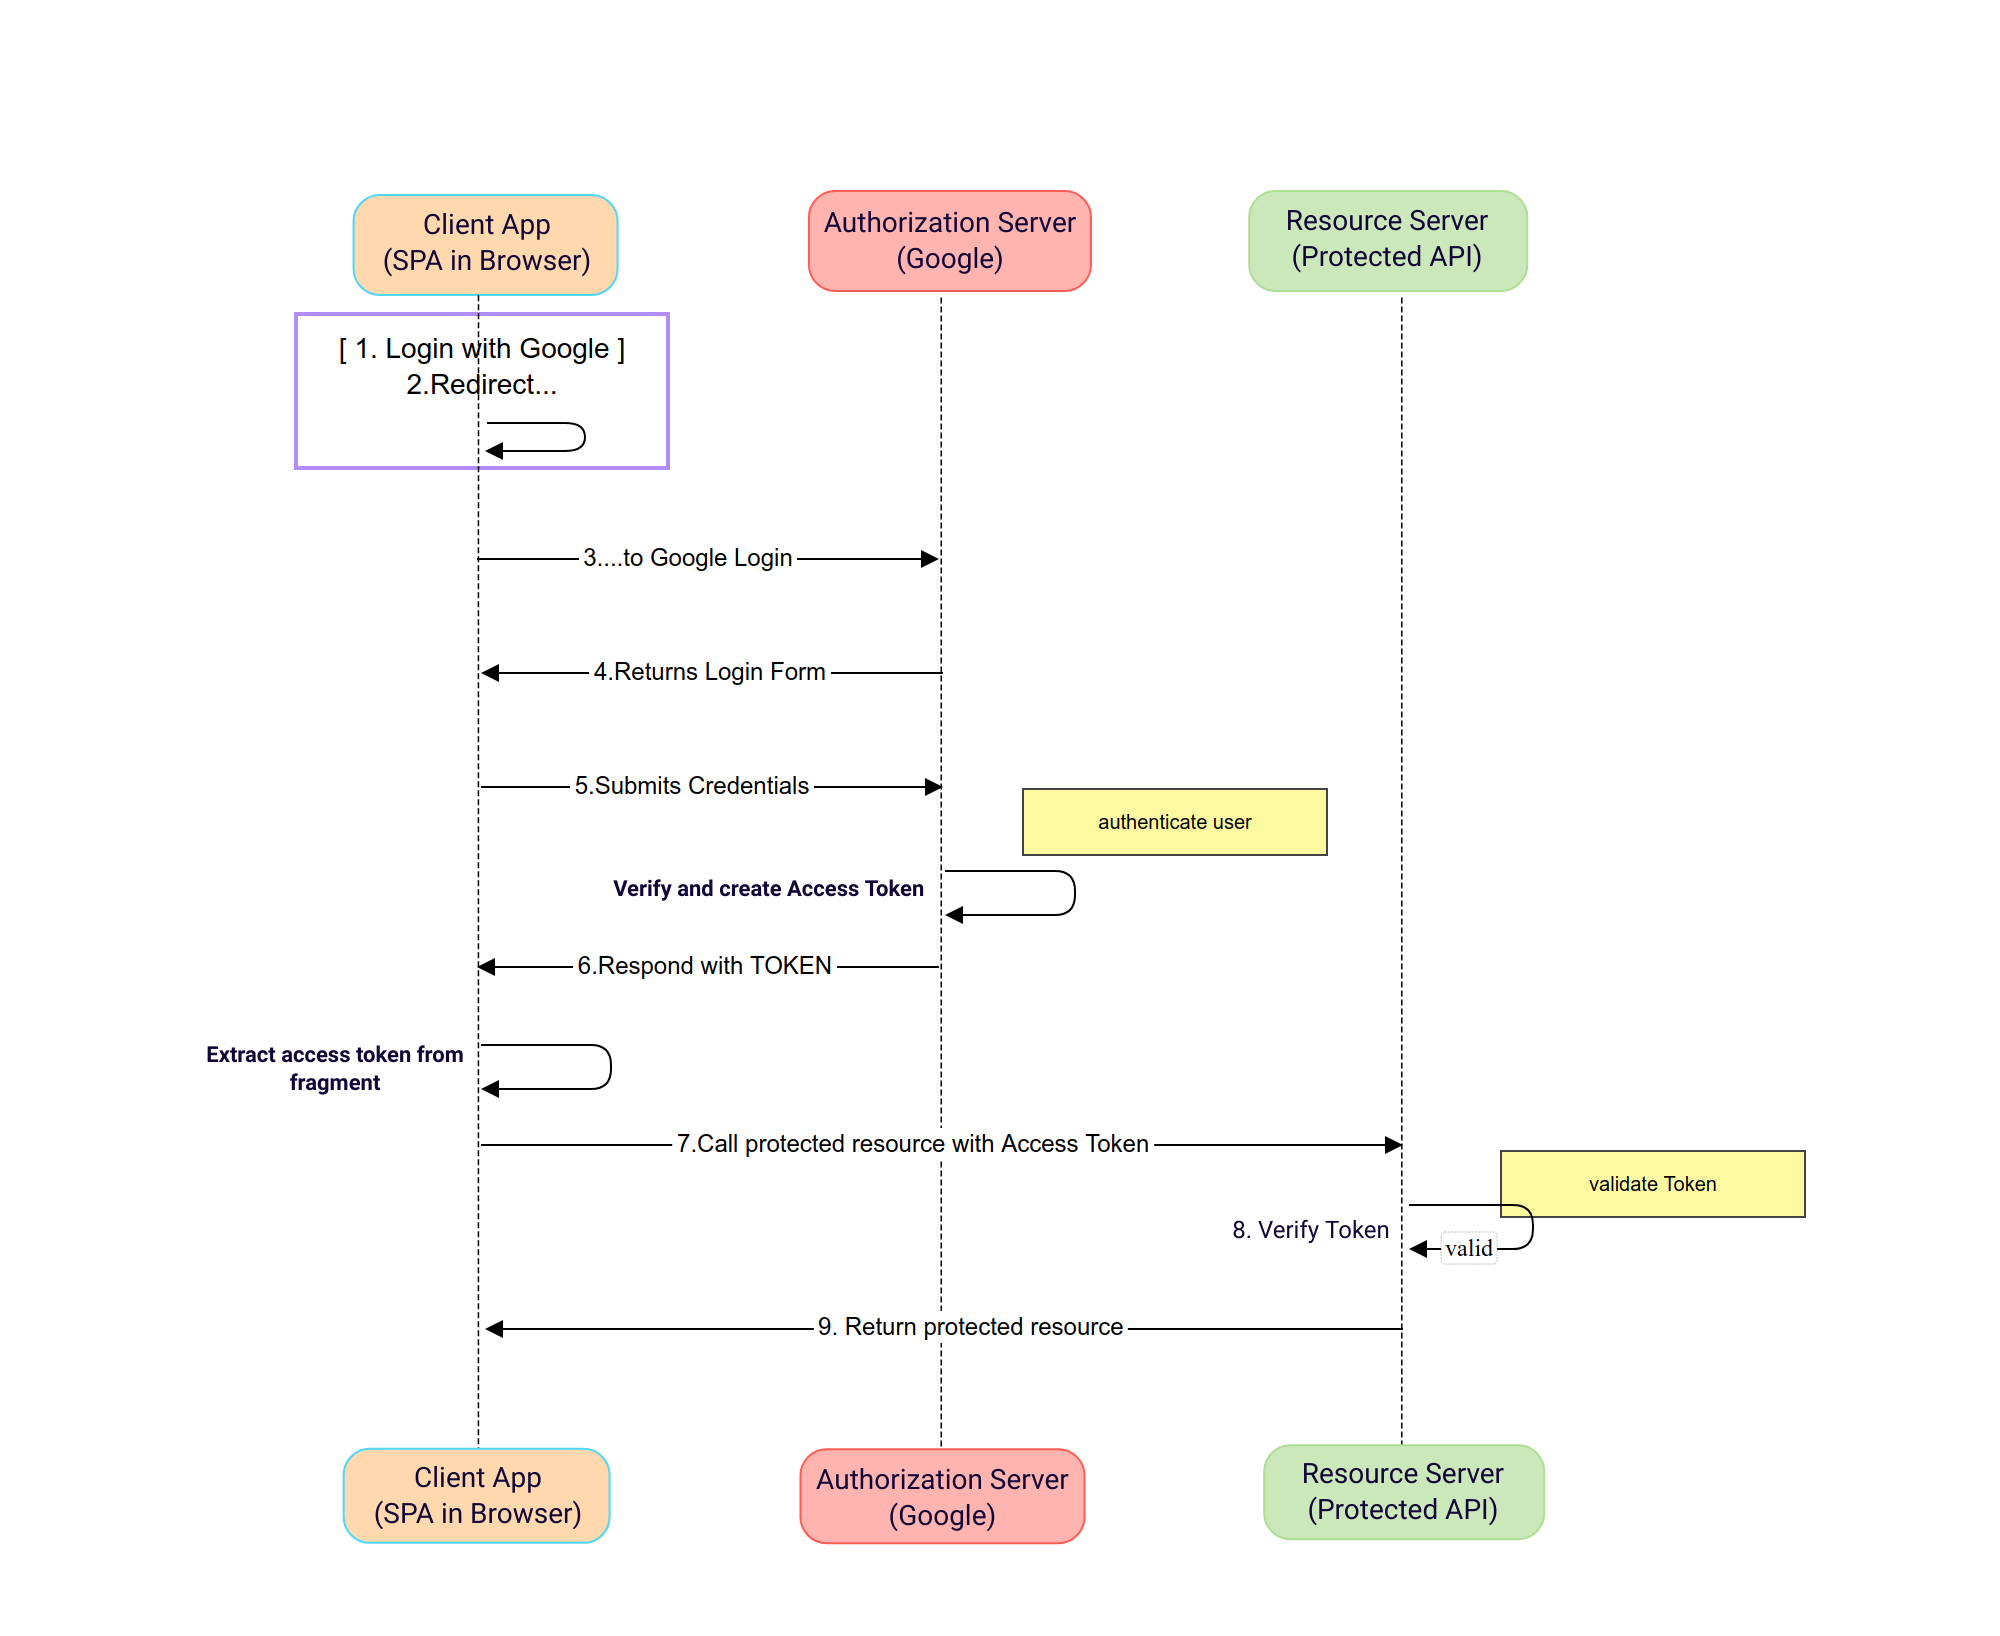 Client App
(SPA in Browser)
Authorization Server
(Google)
Resource Server
(Protected API)
[ 1. Login with Google ]
2.Redirect...
3....to Google Login
4.Returns Login Form
5.Submits Credentials
authenticate user
Verify and create Access Token
6.Respond with TOKEN
Extract access token from
fragment
7.Call protected resource with Access Token
validate Token
8. Verify Token
valid
9. Return protected resource
Client App
(SPA in Browser)
Authorization Server
(Google)
Resource Server
(Protected API)